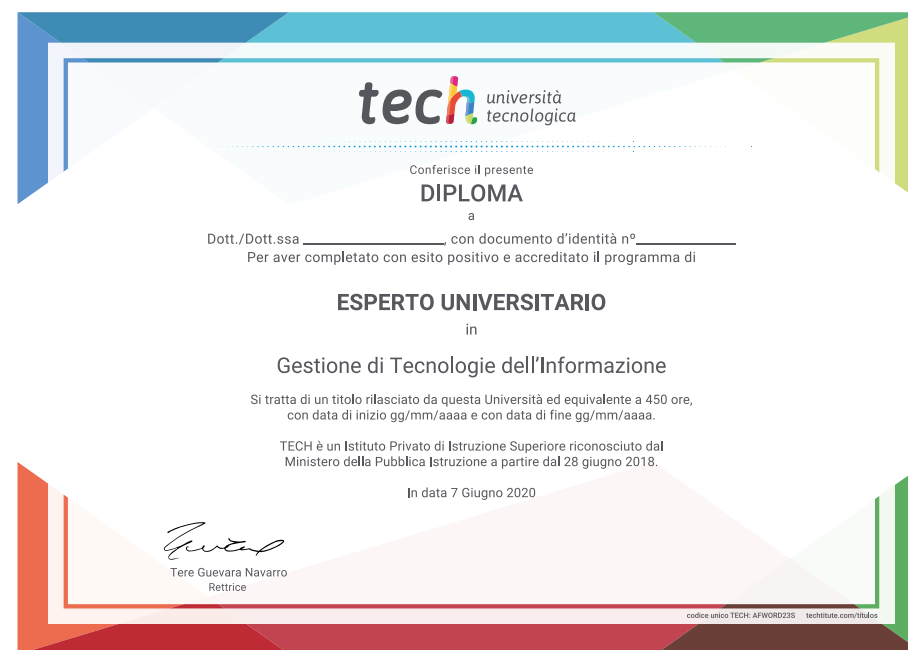 tech università
tecnologica
Conferisce il presente
DIPLOMA
a
Dott./Dott.ssa ____________________, con documento d'identità nº______________
Per aver completato con esito positivo e accreditato il programma di
ESPERTO UNIVERSITARIO
in
Gestione di Tecnologie dell'Informazione
Si tratta di un titolo rilasciato da questa Università ed equivalente a 450 ore,
con data di inizio gg/mm/aaaa e con data di fine gg/mm/aaaa.
TECH è un Istituto Privato di Istruzione Superiore riconosciuto dal
Ministero della Pubblica Istruzione a partire dal 28 giugno 2018.
In data 7 Giugno 2020
Tere Guevara Navarro
Rettrice
codice unico TECH: AFWORD23S techtitute.com/titulos